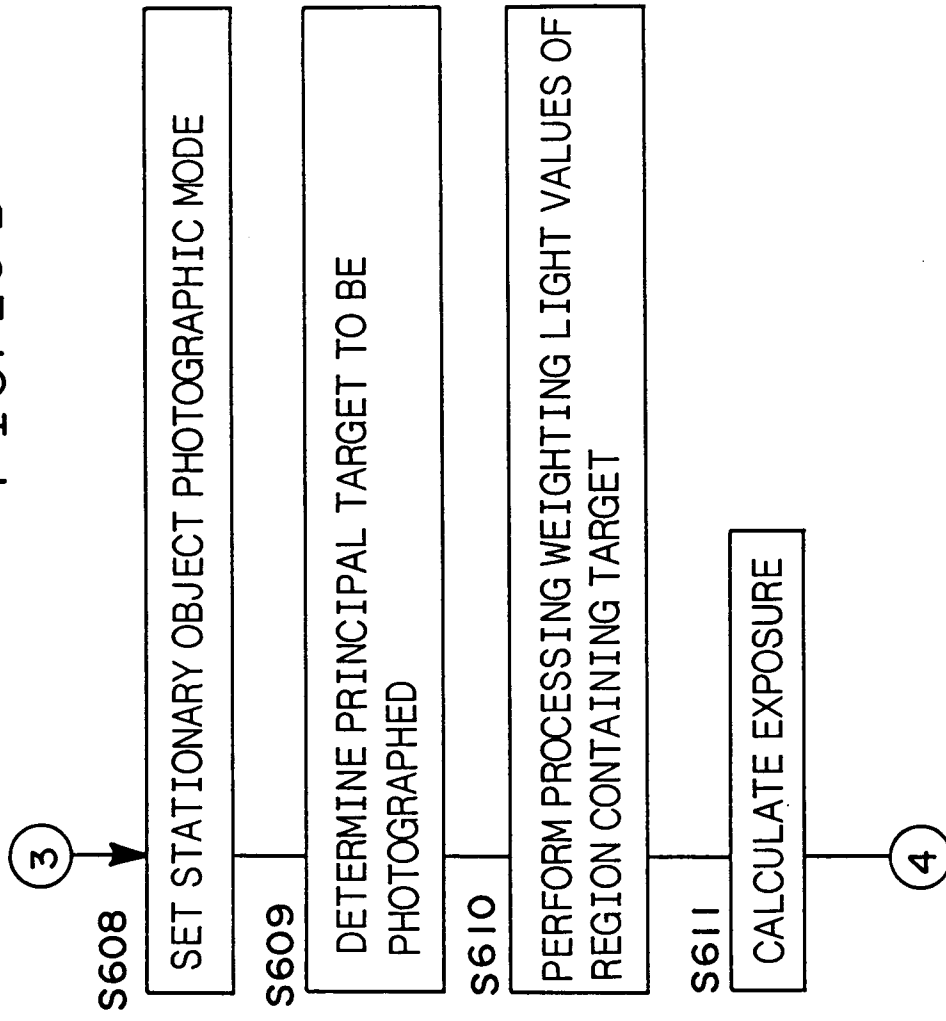 3
S608
SET STATIONARY OBJECT PHOTOGRAPHIC MODE
S609
DETERMINE PRINCIPAL TARGET TO BE
PHOTOGRAPHED
S610
PERFORM PROCESSING WEIGHTING LIGHT VALUES OF
REGION CONTAINING TARGET
S611
CALCULATE EXPOSURE
4